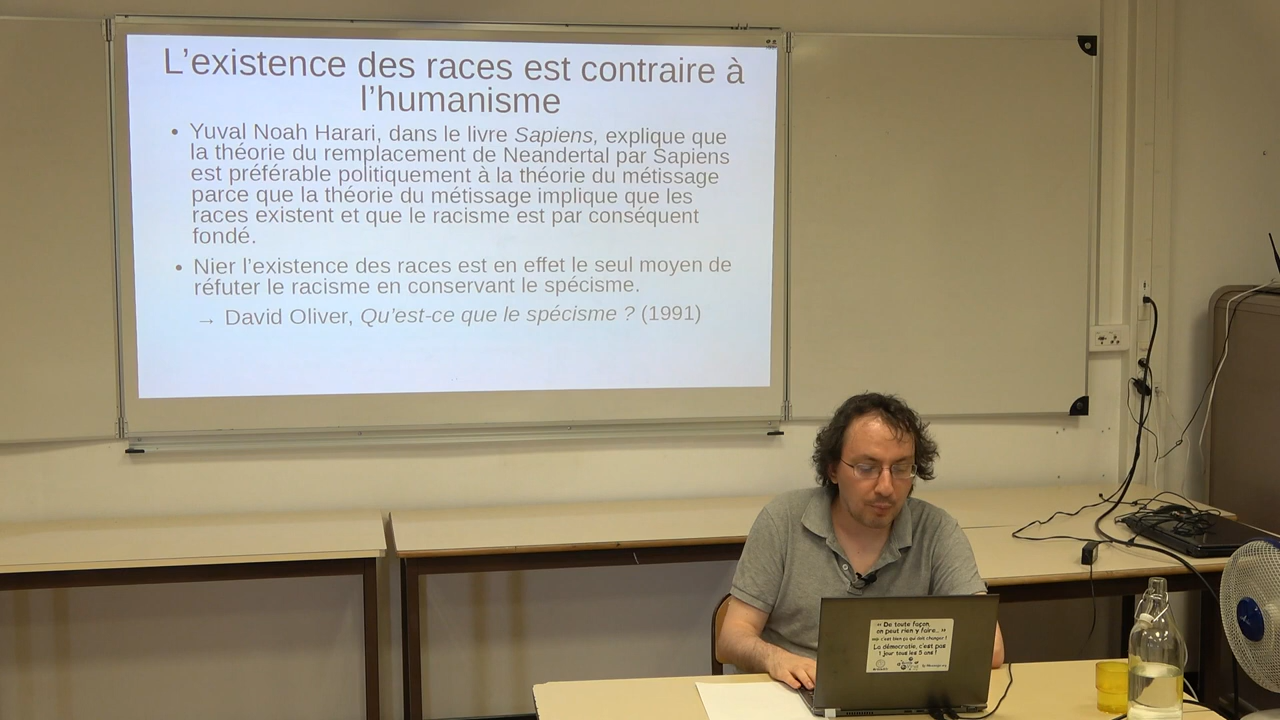 L’existence des races est contraire à
l’humanisme
• Yuval Noah Harari, dans le livre Sapiens, explique que
la théorie du remplacement de Neandertal par Sapiens
est préférable politiquement à la théorie du métissage
parce que la théorie du métissage implique que les
races existent et que le racisme est par conséquent
fondé.
• Nier l’existence des races est en effet le seul moyen de
réfuter le racisme en conservant le spécisme.
→ David Oliver, Qu’est-ce que le spécisme ? (1991)
« De toute façon,
on peut rien y faire... »
La démocratie, c'est pas
1 jour tous les 5 ans !